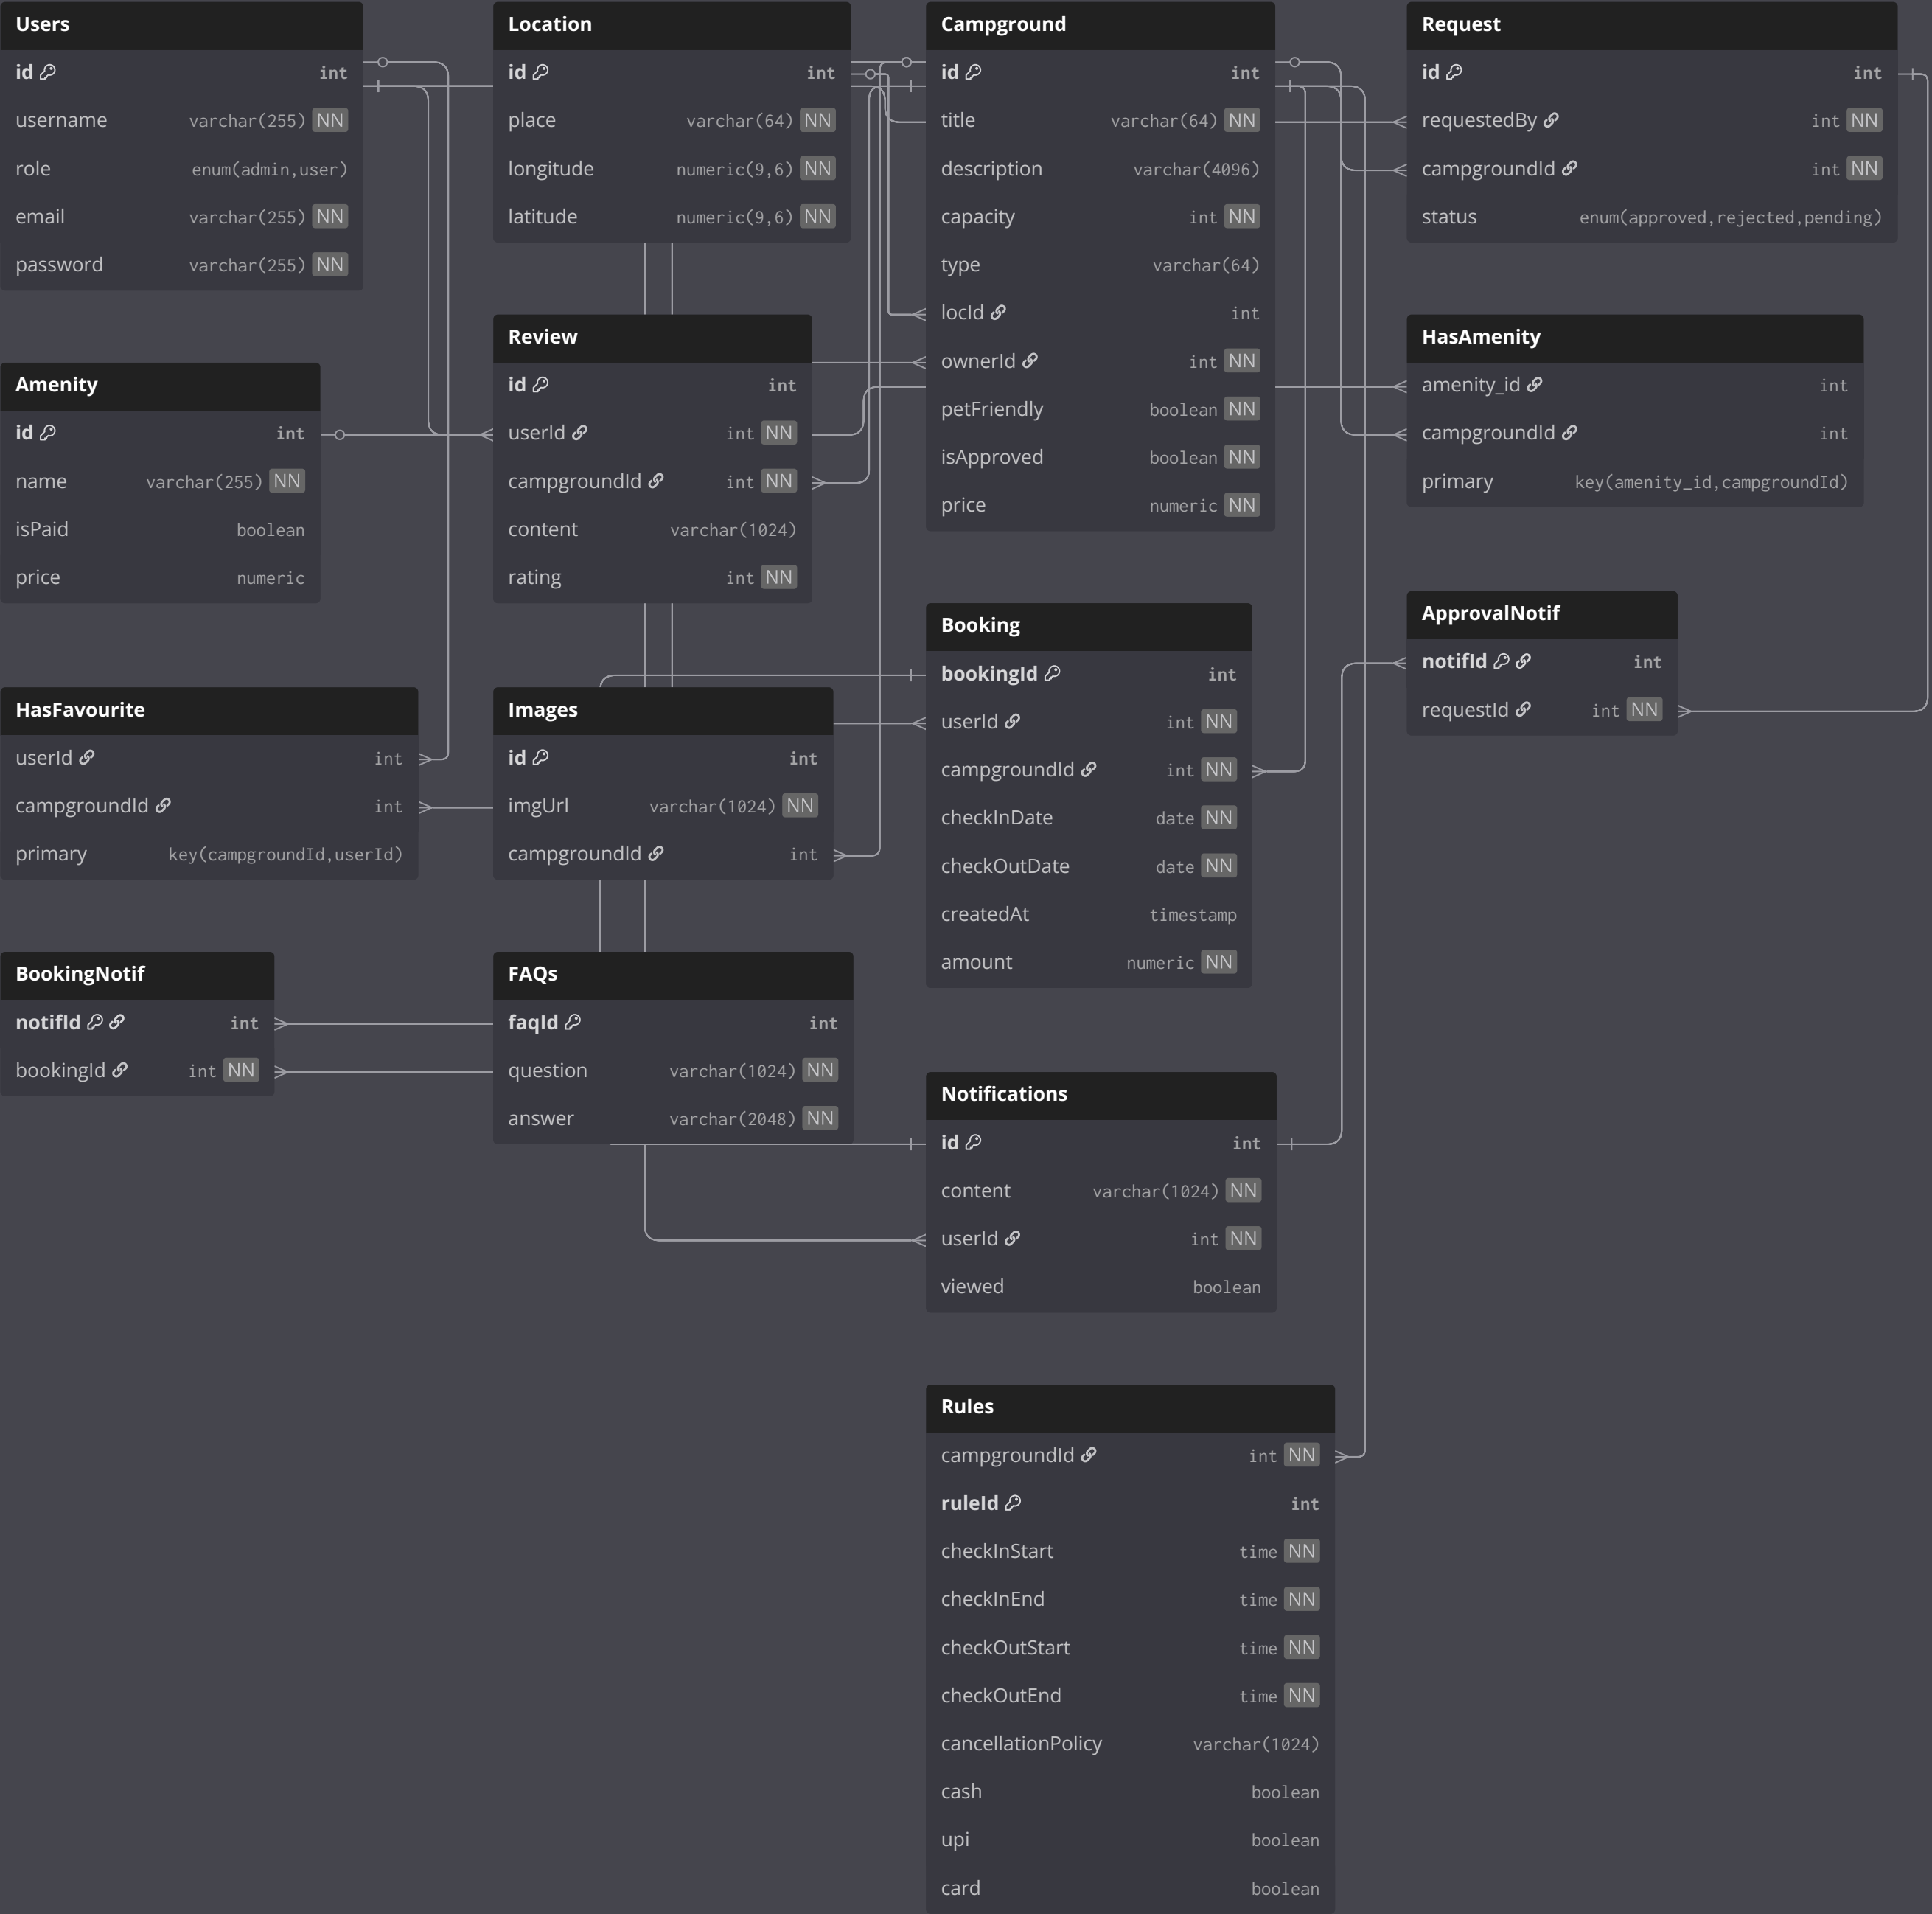 Users
id int
username varchar(255) NN
role enum(admin,user)
email varchar(255) NN
password varchar(255) NN
Location
id int
place varchar(64) NN
longitude numeric(9,6) NN
latitude numeric(9,6) NN
Campground
id int
title varchar(64) NN
description varchar(4096)
capacity int NN
type varchar(64)
locId int
ownerId int NN
petFriendly boolean NN
isApproved boolean NN
price numeric NN
Request
id int
requestedBy int NN
campgroundId int NN
status enum(approved,rejected,pending)
Amenity
id int
name varchar(255) NN
isPaid boolean
price numeric
Review
id int
userId int NN
campgroundId int NN
content varchar(1024)
rating int NN
HasAmenity
amenity_id int
campgroundId int
primary key(amenity_id,campgroundId)
HasFavourite
userId int
campgroundId int
primary key(campgroundId,userId)
Images
id int
imgUrl varchar(1024) NN
campgroundId int
Booking
bookingId int
userId int NN
campgroundId int NN
checkInDate date NN
checkOutDate date NN
createdAt timestamp
amount numeric NN
ApprovalNotif
notifId int
requestId int NN
BookingNotif
notifId int
bookingId int NN
FAQs
faqId int
question varchar(1024) NN
answer varchar(2048) NN
Notifications
id int
content varchar(1024) NN
userId int NN
viewed boolean
Rules
campgroundId int NN
ruleId int
checkInStart time NN
checkInEnd time NN
checkOutStart time NN
checkOutEnd time NN
cancellationPolicy varchar(1024)
cash boolean
upi boolean
card boolean